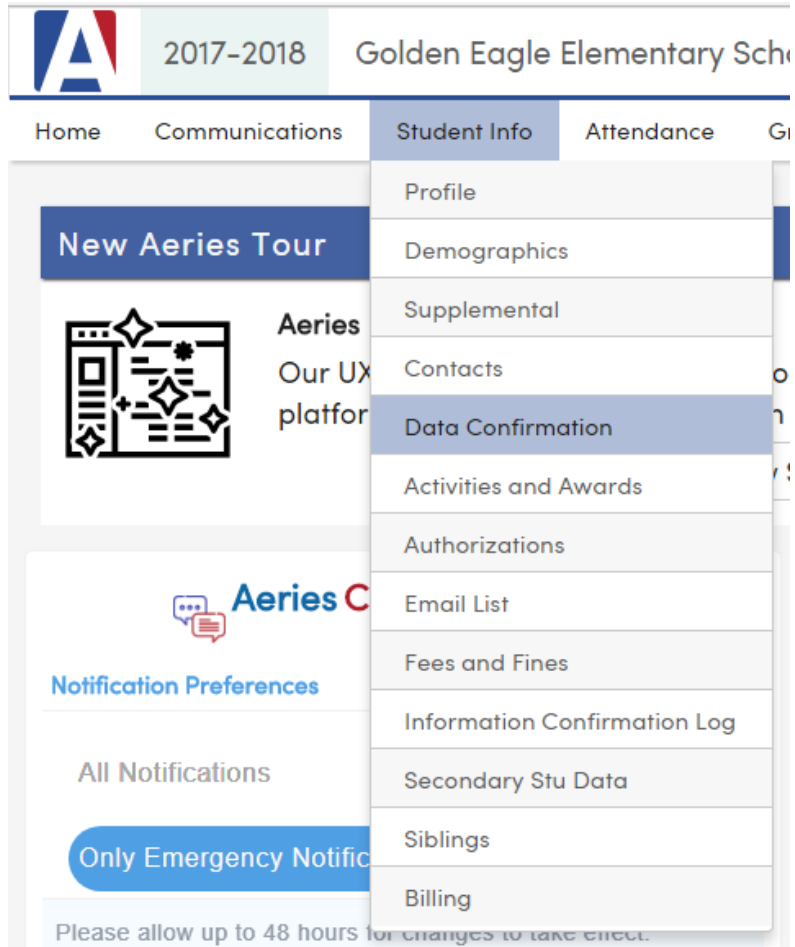 A 2017-2018 Golden Eagle Elementary
Home Communications Student Info Attendance
Profile
Demographics
Supplemental
Contacts
Data Confirmation
Activities and Awards
Authorizations
Email List
Fees and Fines
Information Confirmation Log
Secondary Stu Data
Siblings
Billing
New Aeries Tour
Aeries
Our UX
platfor
Aeries C
Notification Preferences
All Notifications
Only Emergency Notific
Please allow up to 48 hours for changes to take effect.